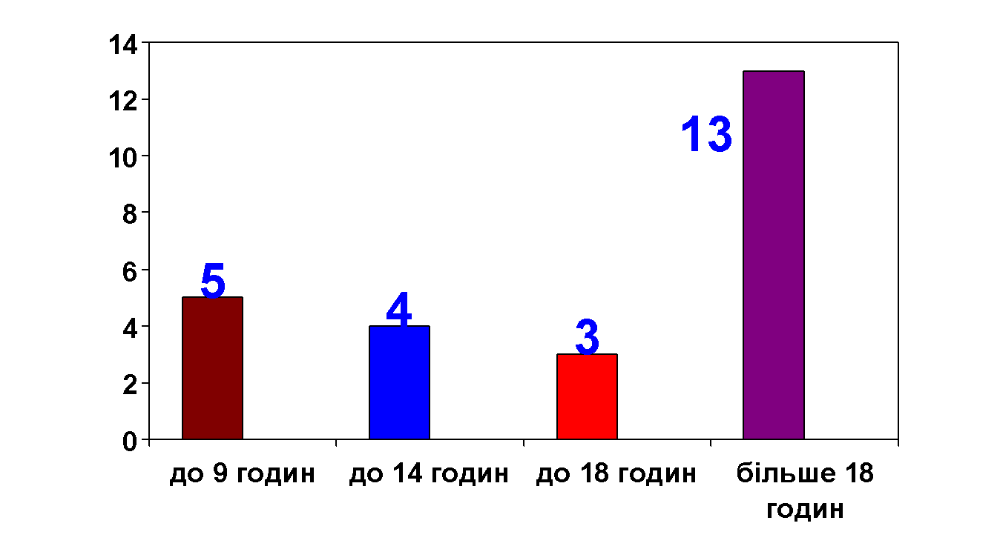 14
12
13
10
8
6
5
4
4
3
2
0
до 9 годин
до 14 годин
до 18 годин
більше 18
годин